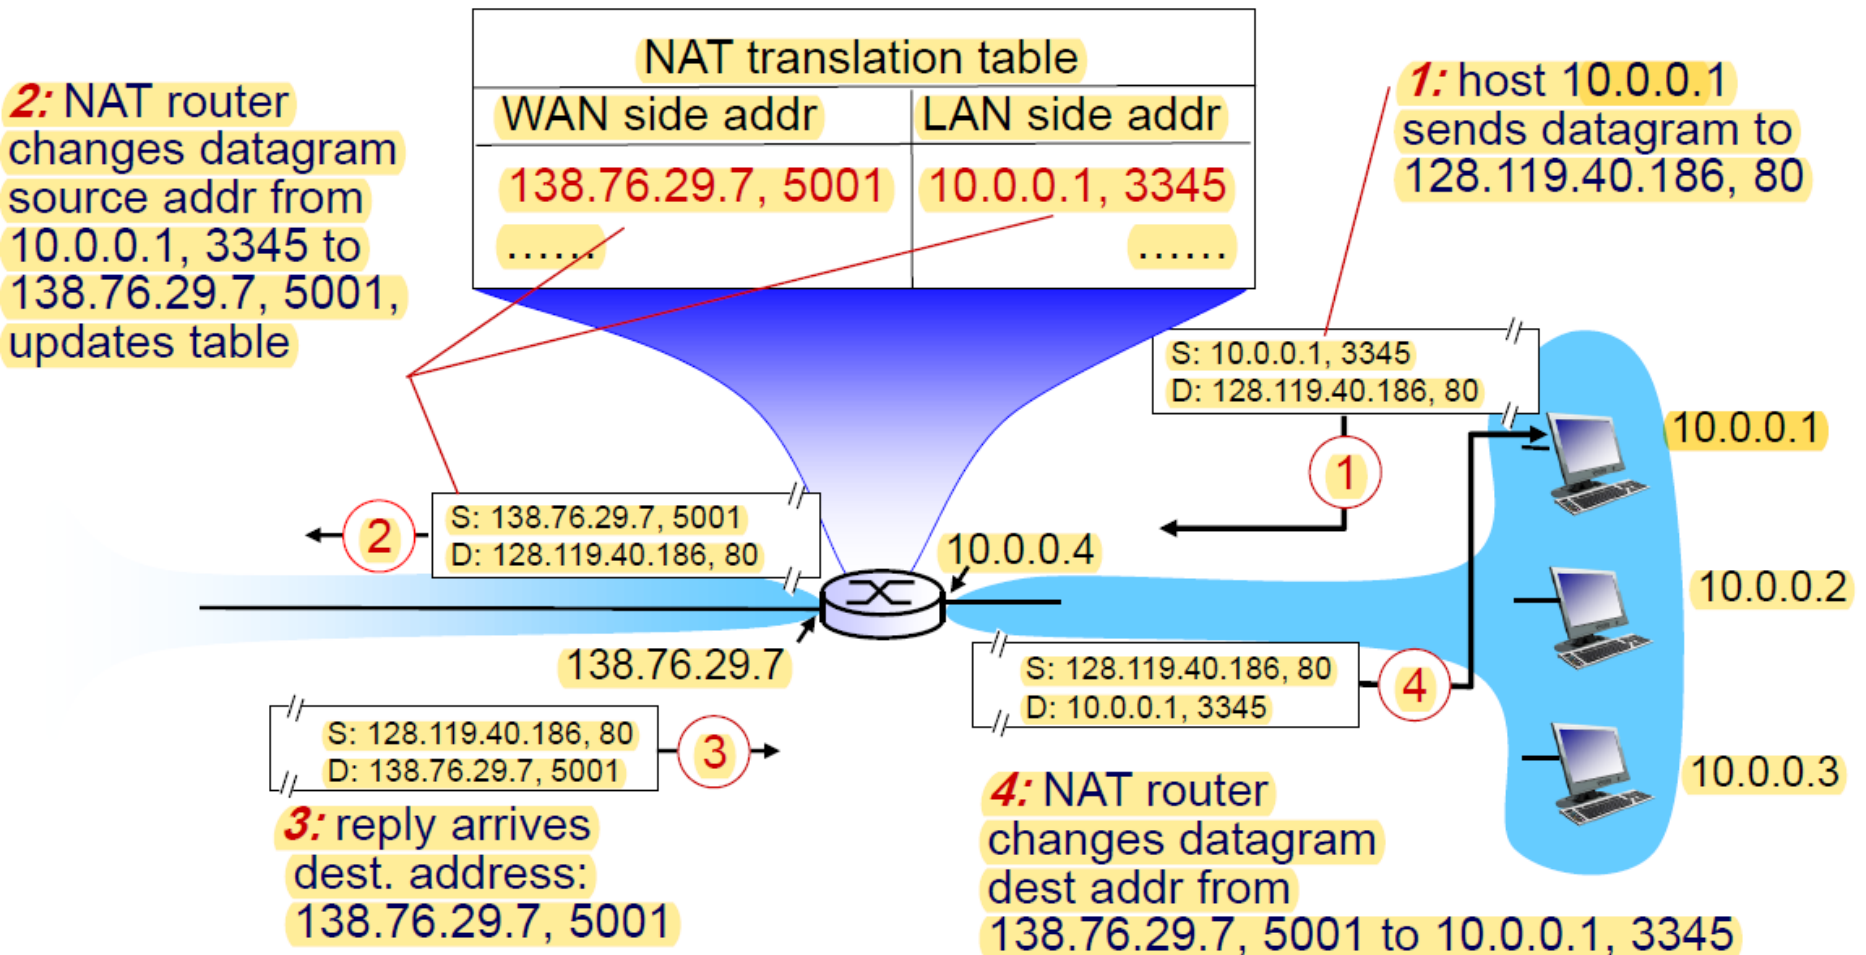 NAT translation table
WAN side addr LAN side addr
138.76.29.7, 5001 10.0.0.1, 3345
...... ......
2: NAT router
changes datagram
source addr from
10.0.0.1, 3345 to
138.76.29.7, 5001,
updates table
1: host 10.0.0.1
sends datagram to
128.119.40.186, 80
S: 10.0.0.1, 3345
D: 128.119.40.186, 80
1
10.0.0.1
2
S: 138.76.29.7, 5001
D: 128.119.40.186, 80
10.0.0.4
10.0.0.2
138.76.29.7
S: 128.119.40.186, 80
D: 10.0.0.1, 3345
4
S: 128.119.40.186, 80
D: 138.76.29.7, 5001
3
10.0.0.3
3: reply arrives
dest. address:
138.76.29.7, 5001
4: NAT router
changes datagram
dest addr from
138.76.29.7, 5001 to 10.0.0.1, 3345